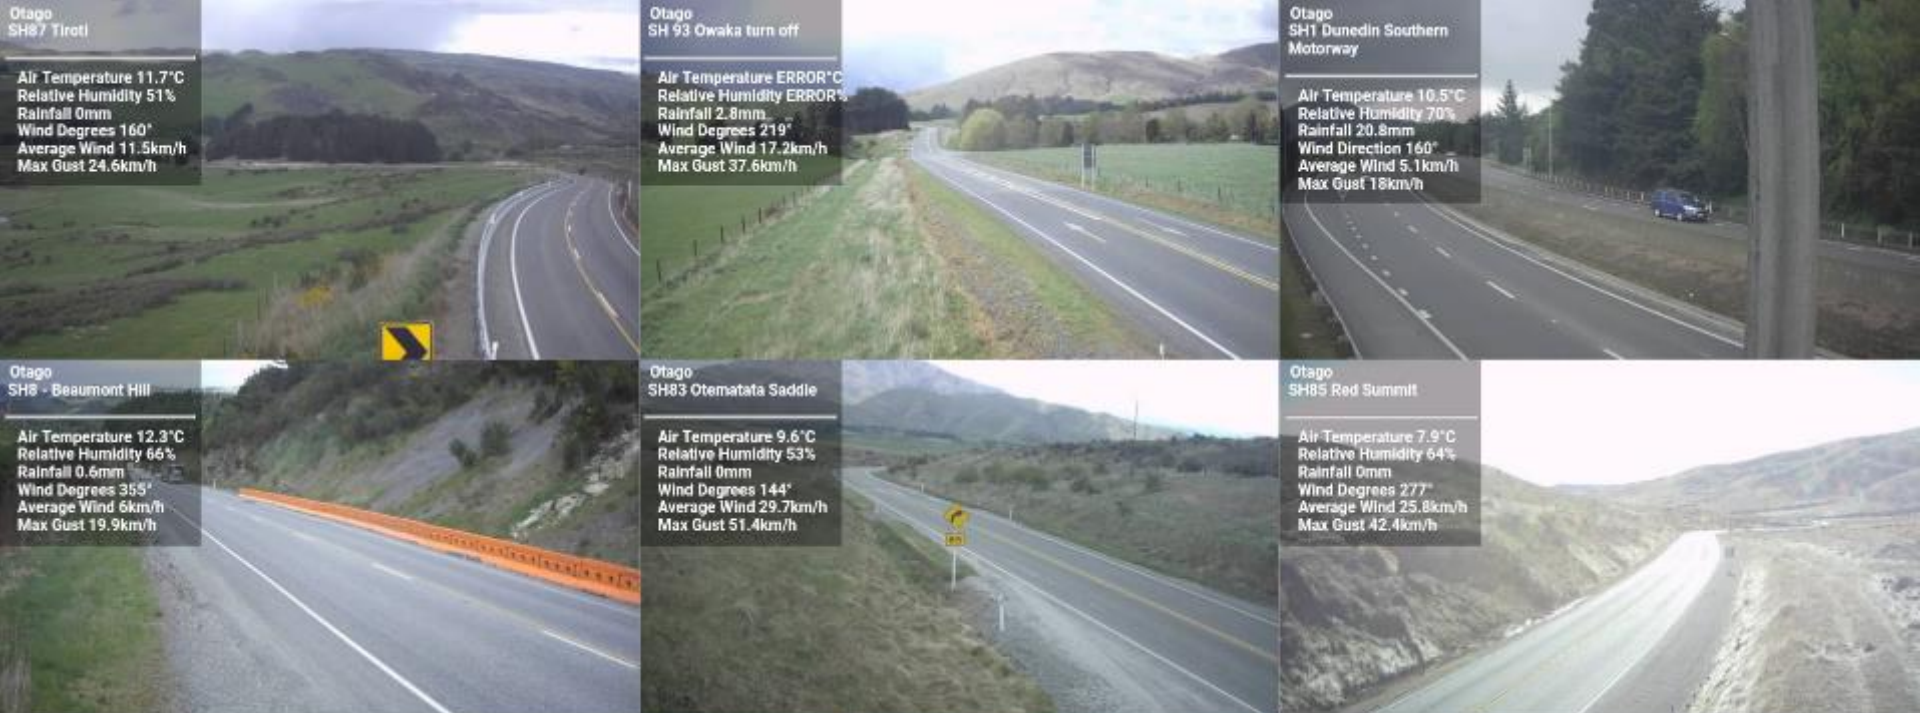 Otago
SH87 Tiroti
Air Temperature 11.7°C
Relative Humidity 51%
Rainfall 0mm
Wind Degrees 160°
Average Wind 11.5km/h
Max Gust 24.6km/h
Otago
SH 93 Owaka turn off
Air Temperature ERROR°C
Relative Humidity ERROR%
Rainfall 2.8mm
Wind Degrees 219°
Average Wind 17.2km/h
Max Gust 37.6km/h
Otago
SH1 Dunedin Southern
Motorway
Air Temperature 10.5°C
Relative Humidity 70%
Rainfall 20.8mm
Wind Direction 160°
Average Wind 5.1km/h
Max Gust 18km/h
Otago
SH8 - Beaumont Hill
Air Temperature 12.3°C
Relative Humidity 66%
Rainfall 0.6mm
Wind Degrees 355°
Average Wind 6km/h
Max Gust 19.9km/h
Otago
SH83 Otematata Saddle
Air Temperature 9.6°C
Relative Humidity 53%
Rainfall 0mm
Wind Degrees 144°
Average Wind 29.7km/h
Max Gust 51.4km/h
Otago
SH85 Red Summit
Air Temperature 7.9°C
Relative Humidity 64%
Rainfall 0mm
Wind Degrees 277°
Average Wind 25.8km/h
Max Gust 42.4km/h